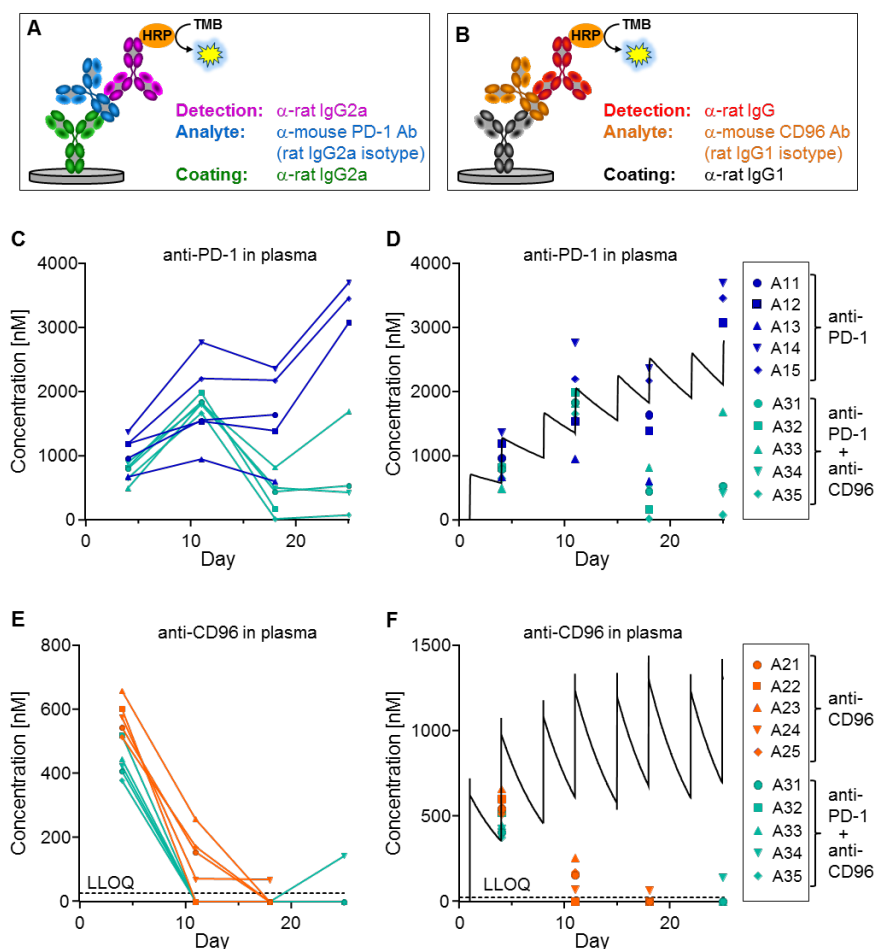 A
HRP
TMB
Detection: α-rat IgG2a
Analyte: α-mouse PD-1 Ab
(rat IgG2a isotype)
Coating: α-rat IgG2a
B
HRP
TMB
Detection: α-rat IgG
Analyte: α-mouse CD96 Ab
(rat IgG1 isotype)
Coating: α-rat IgG1
C
anti-PD-1 in plasma
Concentration [nM]
4000
3000
2000
1000
0
0 10 20
Day
D
anti-PD-1 in plasma
Concentration [nM]
4000
3000
2000
1000
0
0 10 20
Day
A11
A12
A13
A14
A15
anti-
PD-1
A31
A32
A33
A34
A35
anti-
PD-1
+
anti-
CD96
E
anti-CD96 in plasma
Concentration [nM]
800
600
400
200
0
LLOQ
0 10 20
Day
F
anti-CD96 in plasma
Concentration [nM]
1500
1000
500
0
LLOQ
0 10 20
Day
A21
A22
A23
A24
A25
anti-
CD96
A31
A32
A33
A34
A35
anti-
PD-1
+
anti-
CD96